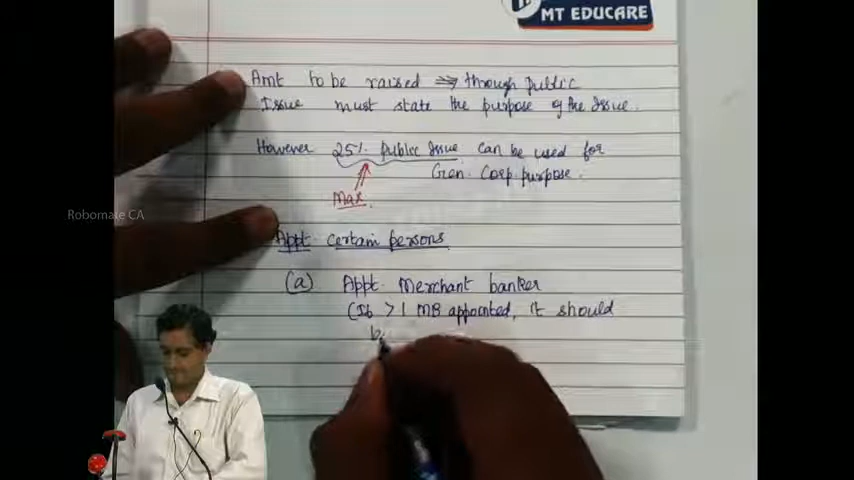 MT EDUCARE
Amt to be raised ⇒ through public
Issue must state the purpose of the Issue.
However 25% public Issue can be used for
Gen. Corp. purpose.
Max.
Robomate CA
Appt. certain persons
(a) Appt. Merchant banker
(If > 1 MB appointed, it should
b